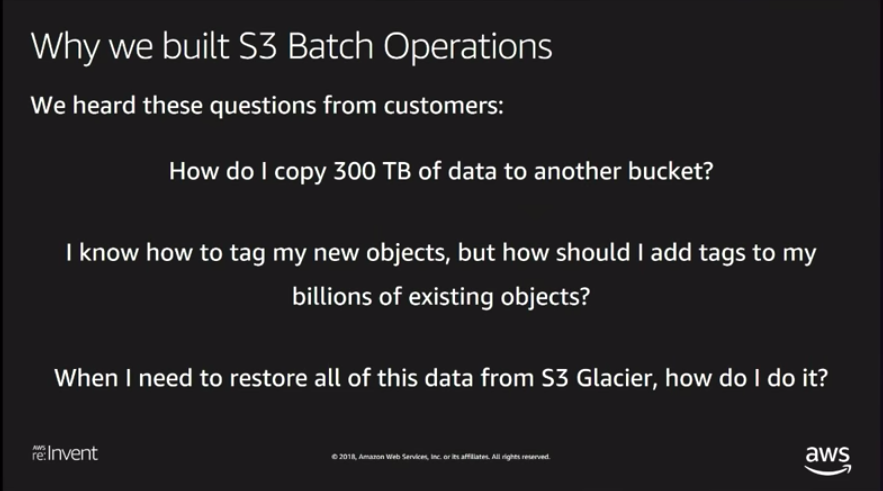 Why we built S3 Batch Operations
We heard these questions from customers:
How do I copy 300 TB of data to another bucket?
I know how to tag my new objects, but how should I add tags to my
billions of existing objects?
When I need to restore all of this data from S3 Glacier, how do I do it?
AWS
re:Invent
© 2018, Amazon Web Services, Inc. or its affiliates. All rights reserved.
aws